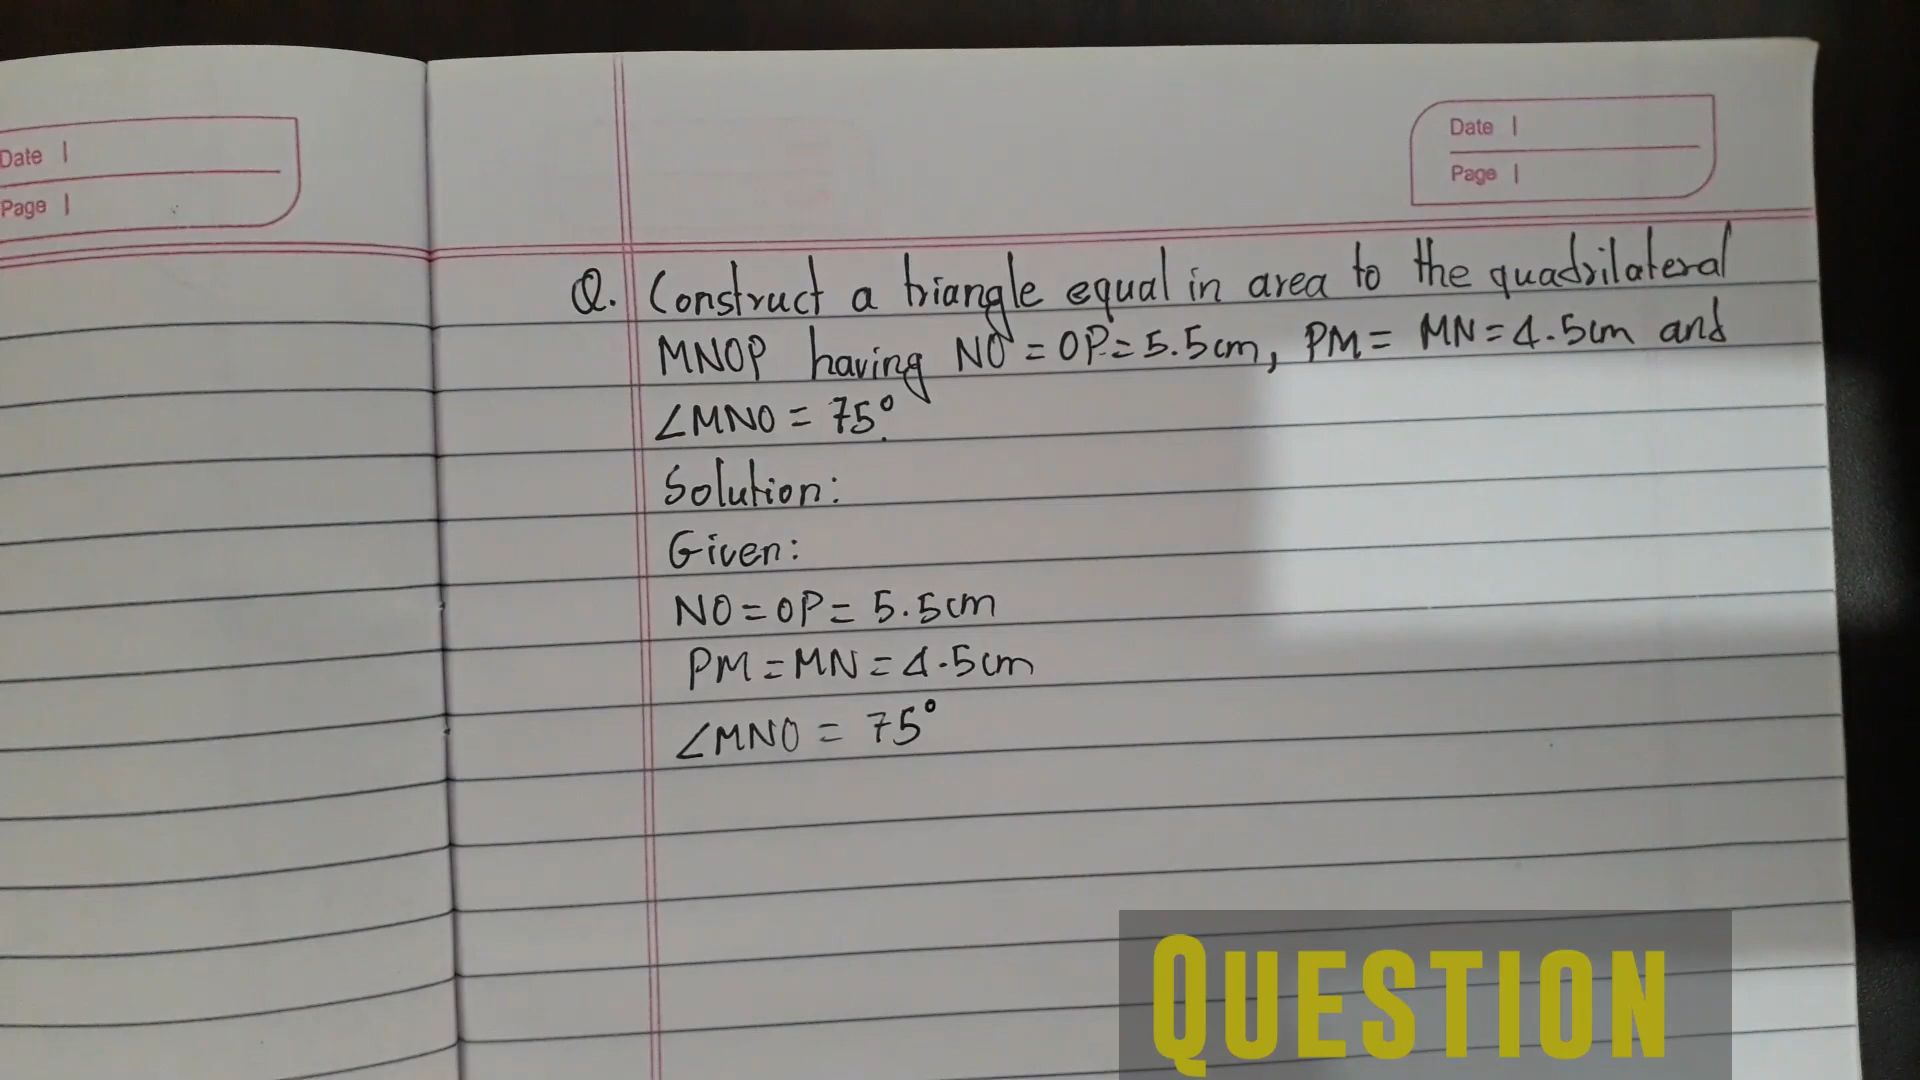 Date
Page
Date
Page
Q. Construct a triangle equal in area to the quadrilateral
MNOP having NO = OP = 5.5cm, PM = MN = 4.5cm and
∠MNO = 75°.
Solution:
Given:
NO = OP = 5.5cm
PM = MN = 4.5cm
∠MNO = 75°
QUESTION